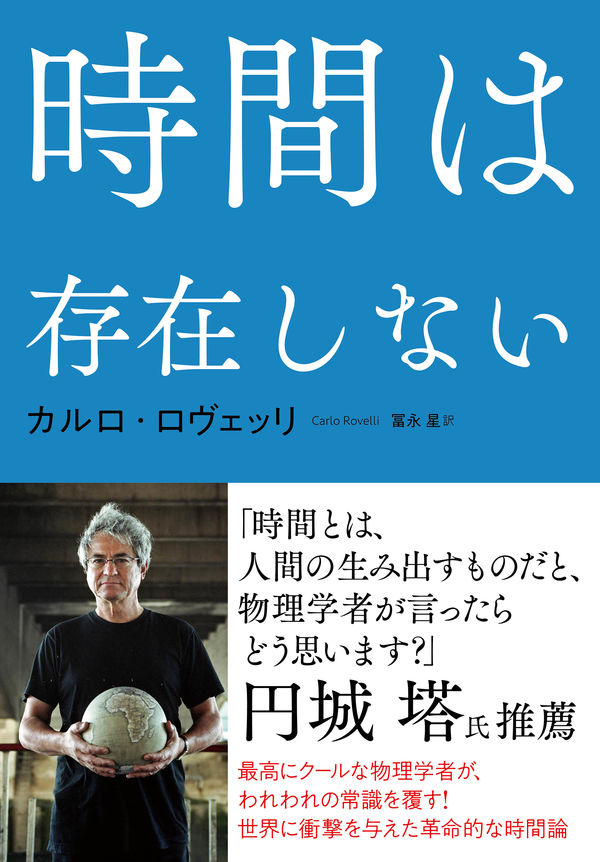 時間は
存在しない
カルロ・ロヴェッリ Carlo Rovelli 冨永 星 訳
「時間とは、
人間の生み出すものだと、
物理学者が言ったら
どう思います?」
円城 塔氏推薦
最高にクールな物理学者が、
われわれの常識を覆す!
世界に衝撃を与えた革命的な時間論